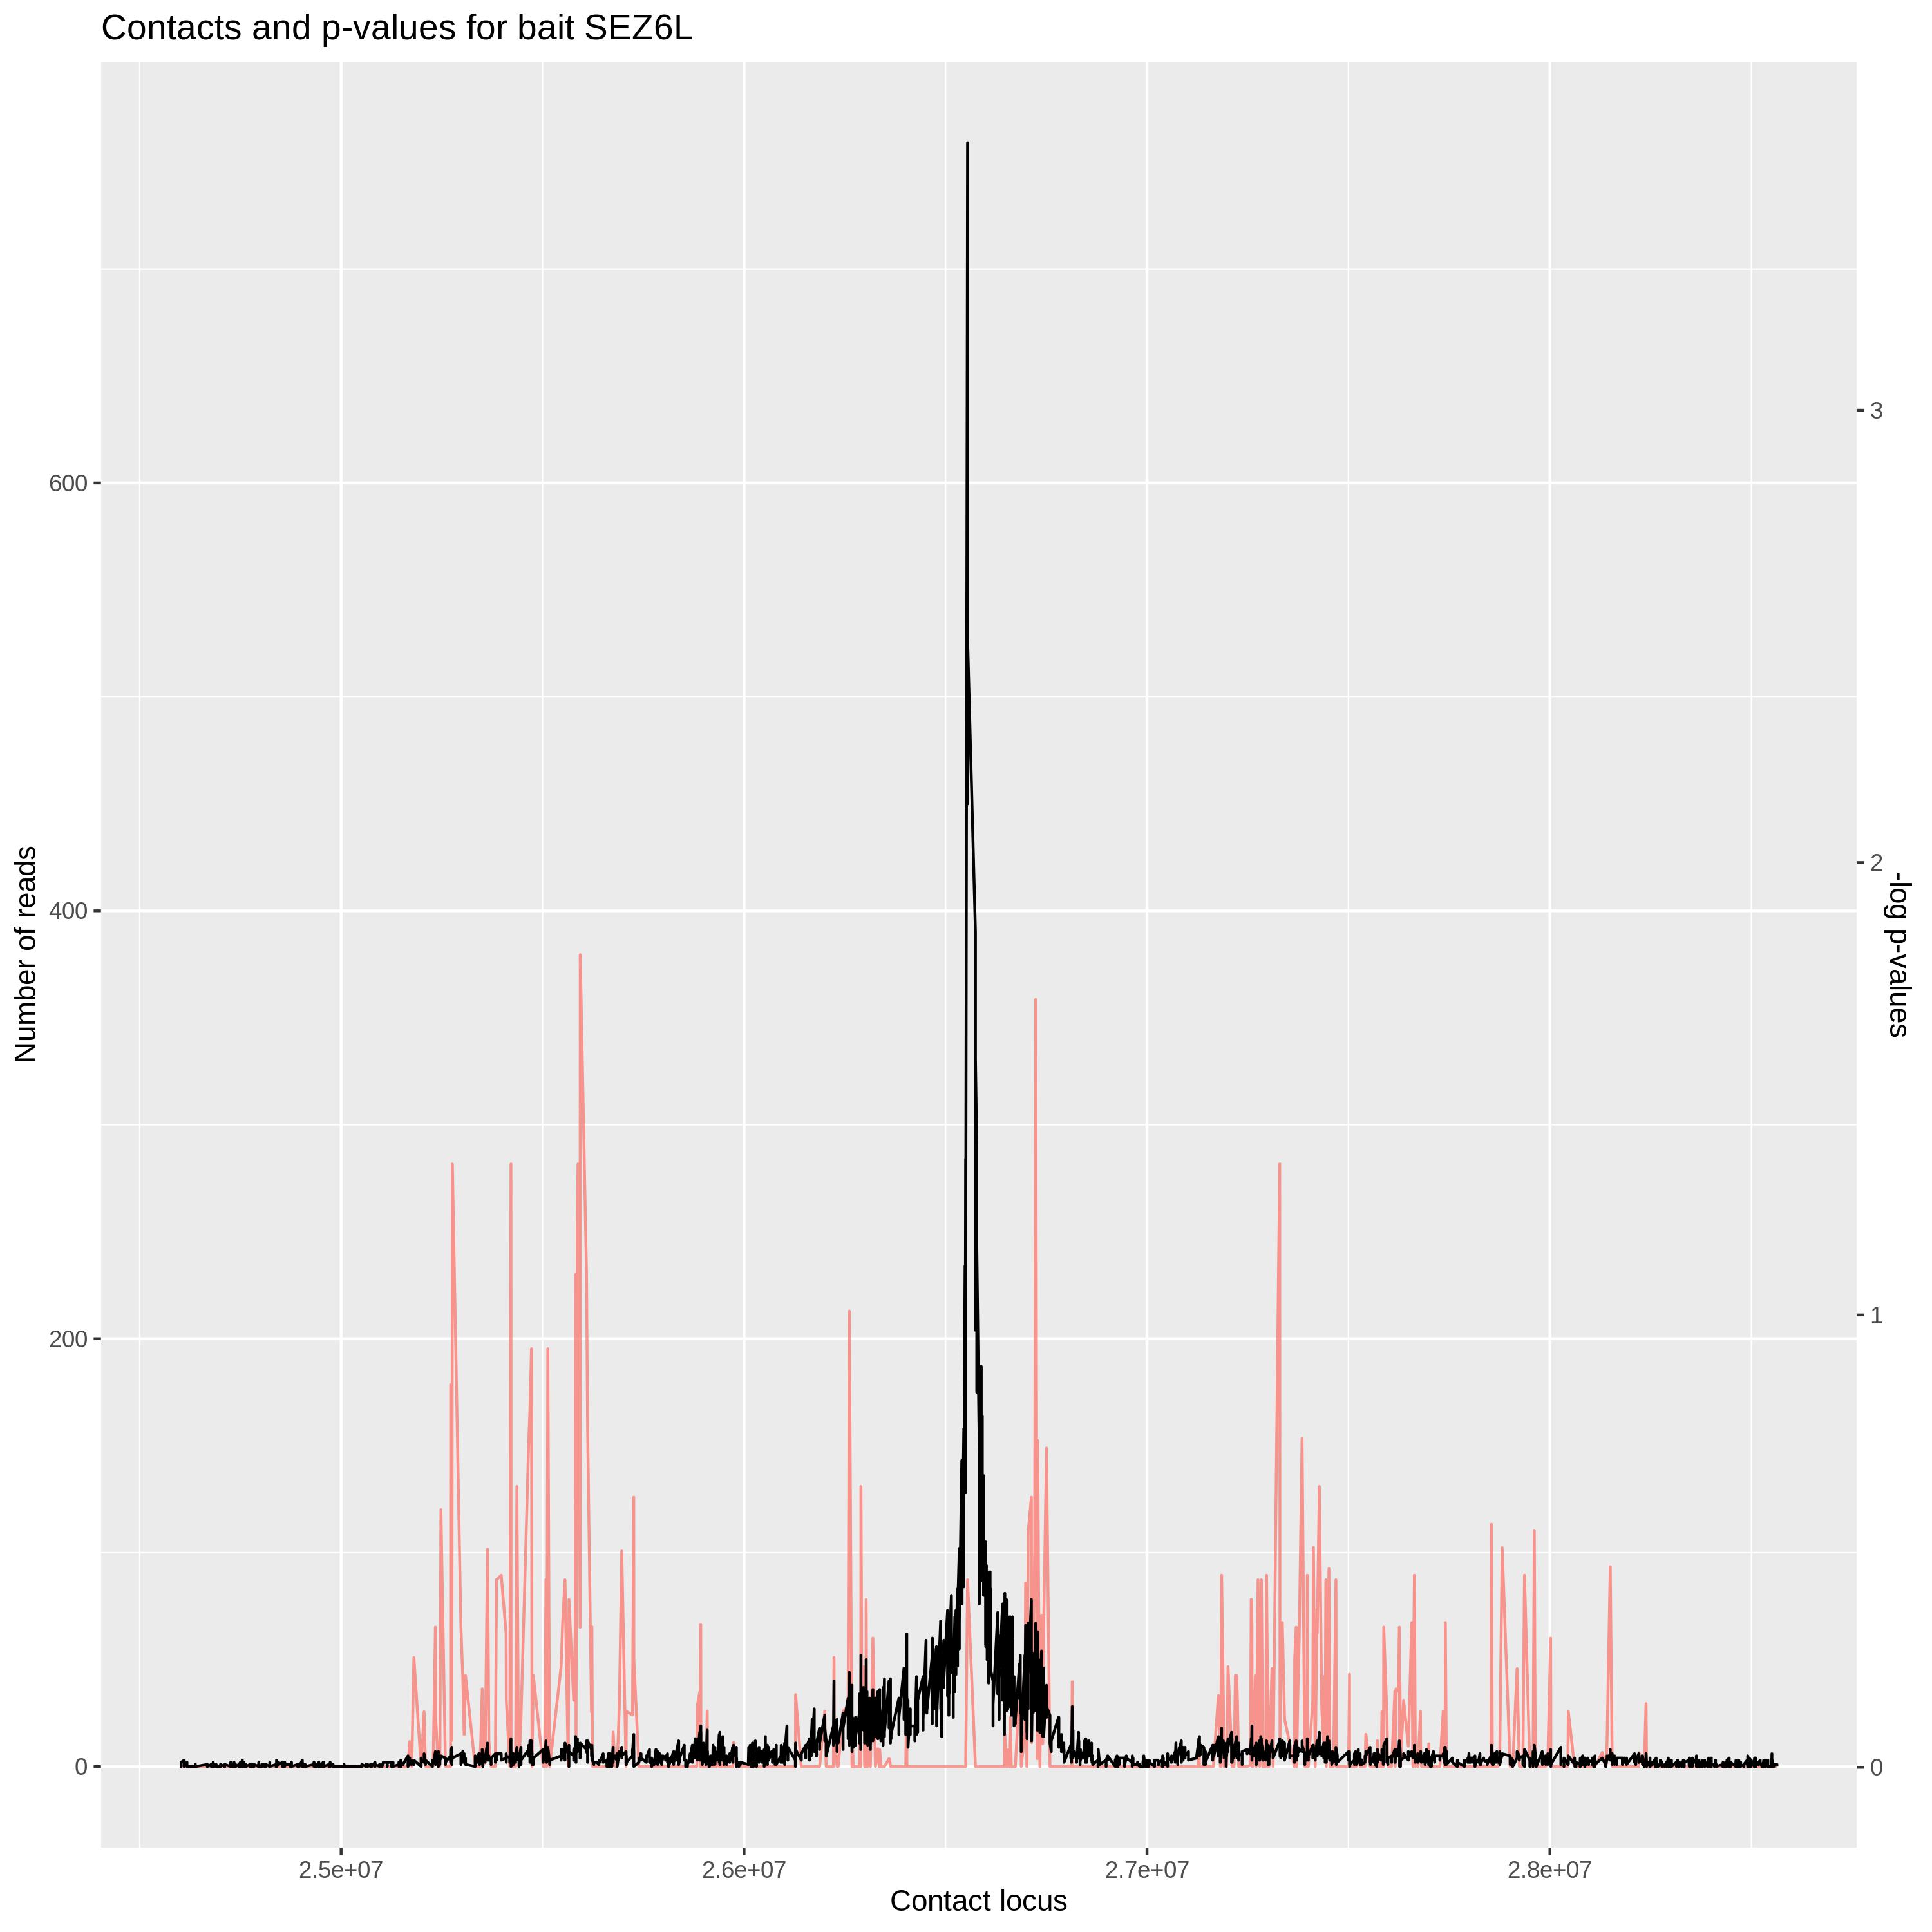 Contacts and p-values for bait SEZ6L
Number of reads
600
400
200
0
3
2
1
0
-log p-values
2.5e+07 2.6e+07 2.7e+07 2.8e+07
Contact locus